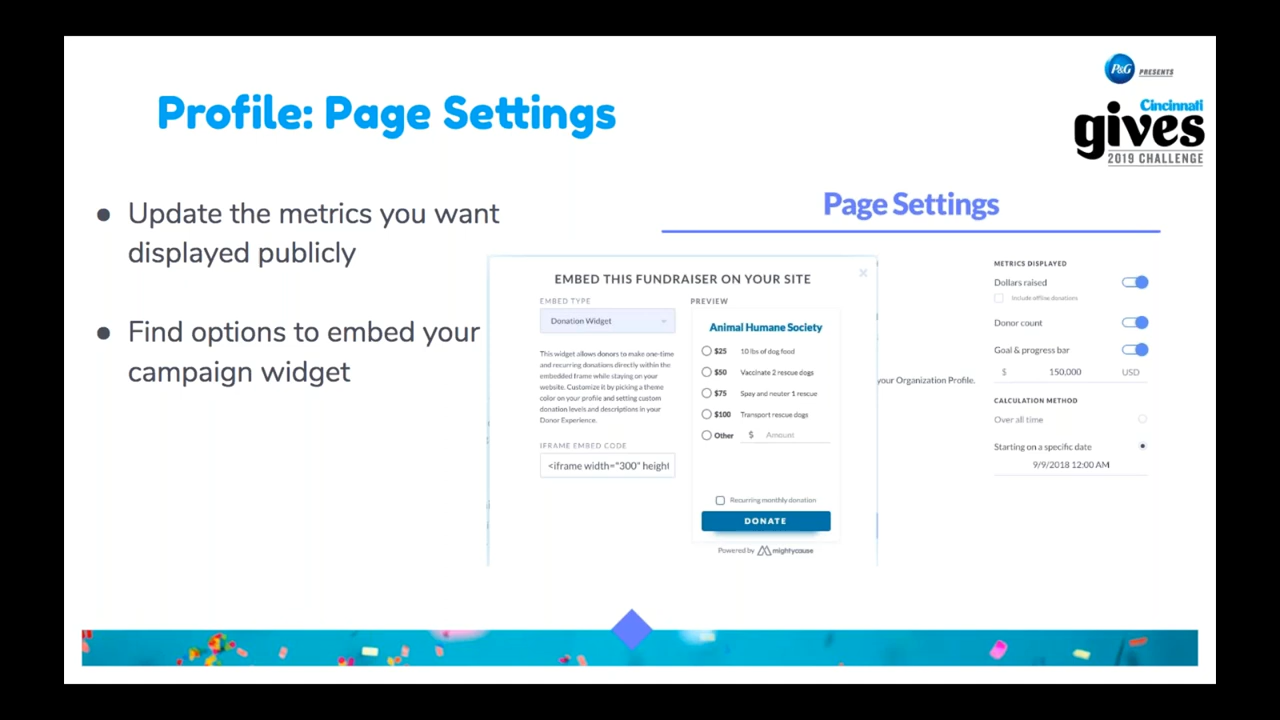 P&G PRESENTS
Cincinnati
gives
2019 CHALLENGE
Profile: Page Settings
● Update the metrics you want
displayed publicly
● Find options to embed your
campaign widget
Page Settings
EMBED THIS FUNDRAISER ON YOUR SITE
EMBED TYPE
Donation Widget
This widget allows donors to make one-time
and recurring donations directly within the
embedded frame while staying on your
website. Customize it by picking a theme
color on your profile and setting custom
donation levels and descriptions in your
Donor Experience.
IFRAME EMBED CODE
<iframe width="300" height
PREVIEW
Animal Humane Society
$25 10 lbs of dog food
$50 Vaccinate 2 rescue dogs
$75 Spey and neuter 1 rescue
$100 Transport rescue dogs
Other $ Amount
Recurring monthly donation
DONATE
Powered by mightycause
your Organization Profile.
METRICS DISPLAYED
Dollars raised
Include offline donations
Donor count
Goal & progress bar
$ 150,000 USD
CALCULATION METHOD
Over all time
Starting on a specific date
9/9/2018 12:00 AM